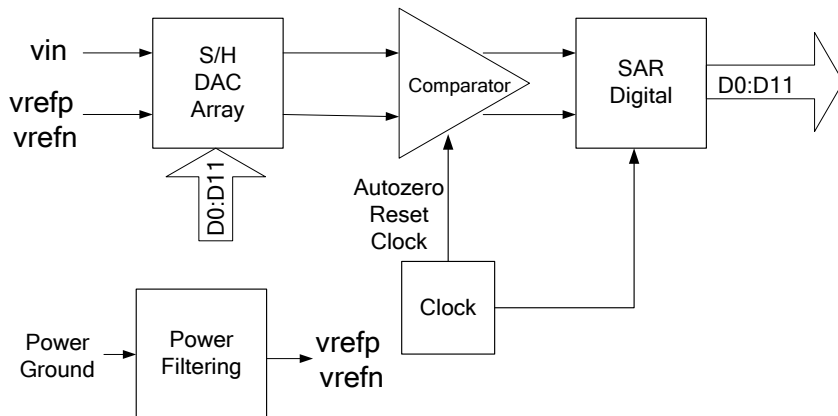 vin
vrefp
vrefn
S/H
DAC
Array
D0:D11
Comparator
SAR
Digital
D0:D11
Autozero
Reset
Clock
Clock
Power
Ground
Power
Filtering
vrefp
vrefn